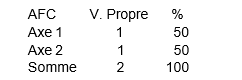 AFC V. Propre %
Axe 1 1 50
Axe 2 1 50
Somme 2 100